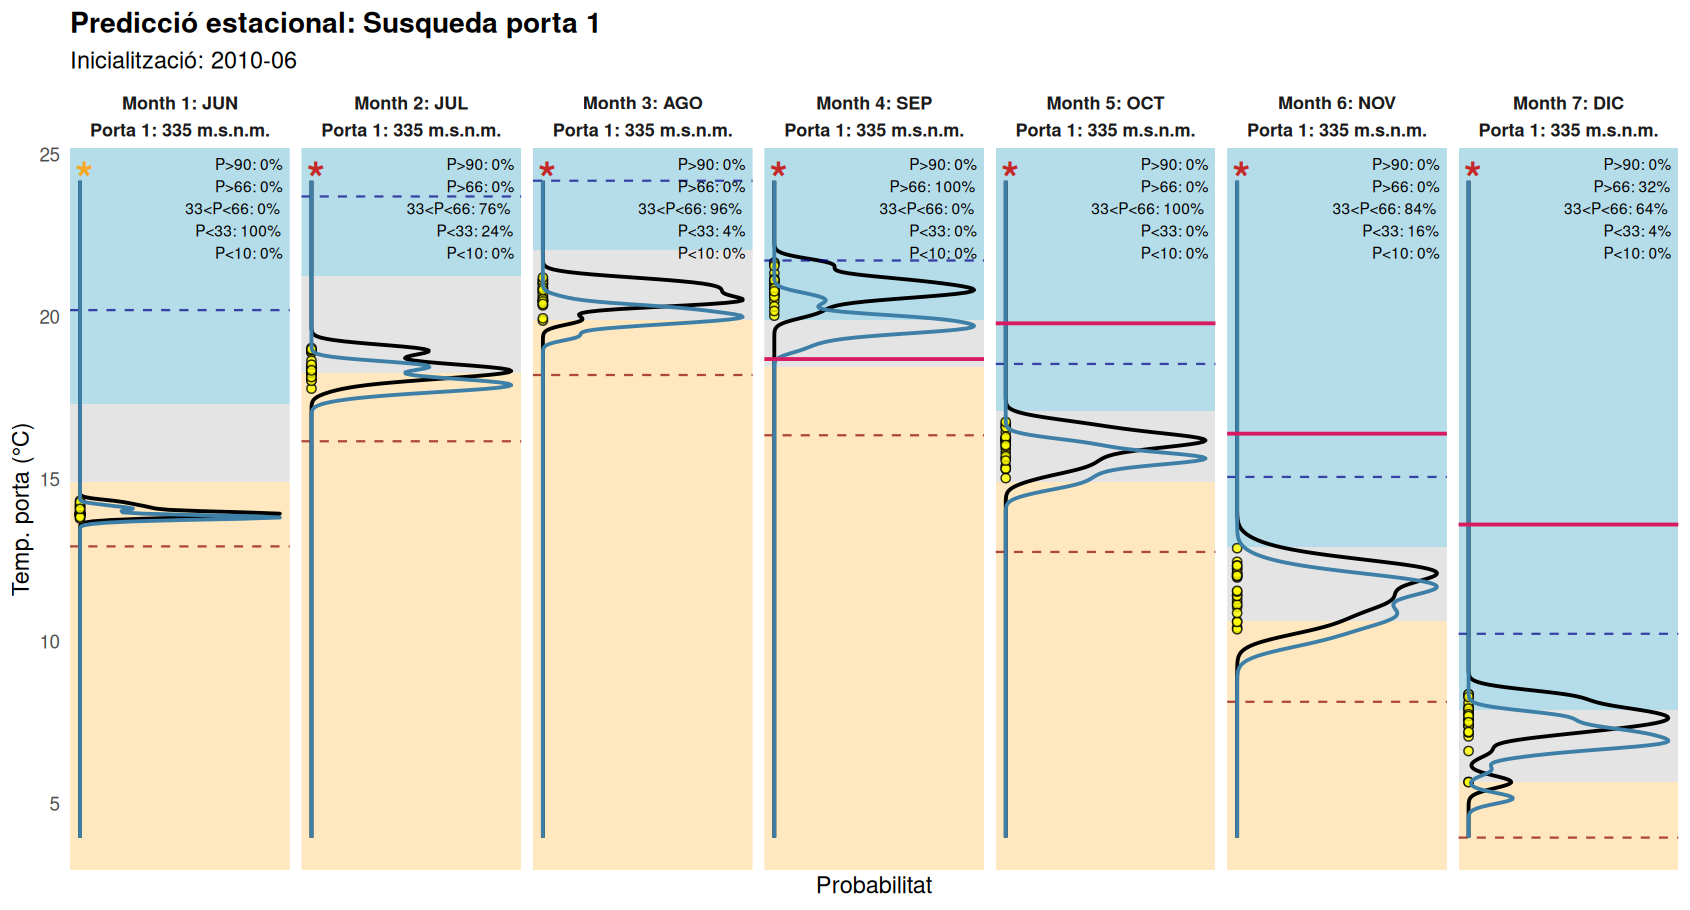 Predicció estacional: Susqueda porta 1
Inicialització: 2010-06
Month 1: JUN
Porta 1: 335 m.s.n.m.
Month 2: JUL
Porta 1: 335 m.s.n.m.
Month 3: AGO
Porta 1: 335 m.s.n.m.
Month 4: SEP
Porta 1: 335 m.s.n.m.
Month 5: OCT
Porta 1: 335 m.s.n.m.
Month 6: NOV
Porta 1: 335 m.s.n.m.
Month 7: DIC
Porta 1: 335 m.s.n.m.
*
P>90: 0%
P>66: 0%
33<P<66: 0%
P<33: 100%
P<10: 0%
*
P>90: 0%
P>66: 0%
33<P<66: 76%
P<33: 24%
P<10: 0%
*
P>90: 0%
P>66: 0%
33<P<66: 96%
P<33: 4%
P<10: 0%
*
P>90: 0%
P>66: 100%
33<P<66: 0%
P<33: 0%
P<10: 0%
*
P>90: 0%
P>66: 0%
33<P<66: 100%
P<33: 0%
P<10: 0%
*
P>90: 0%
P>66: 0%
33<P<66: 84%
P<33: 16%
P<10: 0%
*
P>90: 0%
P>66: 32%
33<P<66: 64%
P<33: 4%
P<10: 0%
25
20
15
10
5
Temp. porta (°C)
Probabilitat